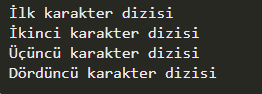 İlk karakter dizisi
İkinci karakter dizisi
Üçüncü karakter dizisi
Dördüncü karakter dizisi